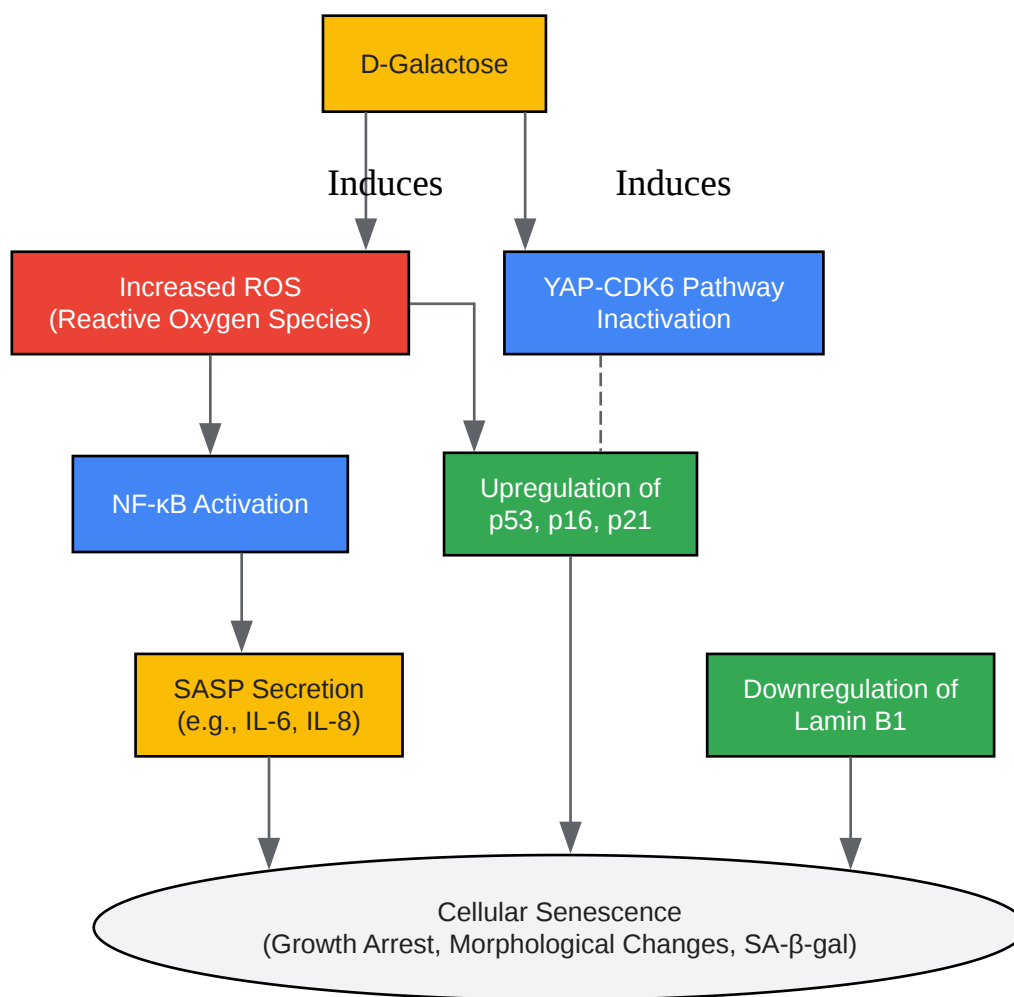 D-Galactose
Induces
Induces
Increased ROS
(Reactive Oxygen Species)
YAP-CDK6 Pathway
Inactivation
NF-κB Activation
Upregulation of
p53, p16, p21
SASP Secretion
(e.g., IL-6, IL-8)
Downregulation of
Lamin B1
Cellular Senescence
(Growth Arrest, Morphological Changes, SA-β-gal)